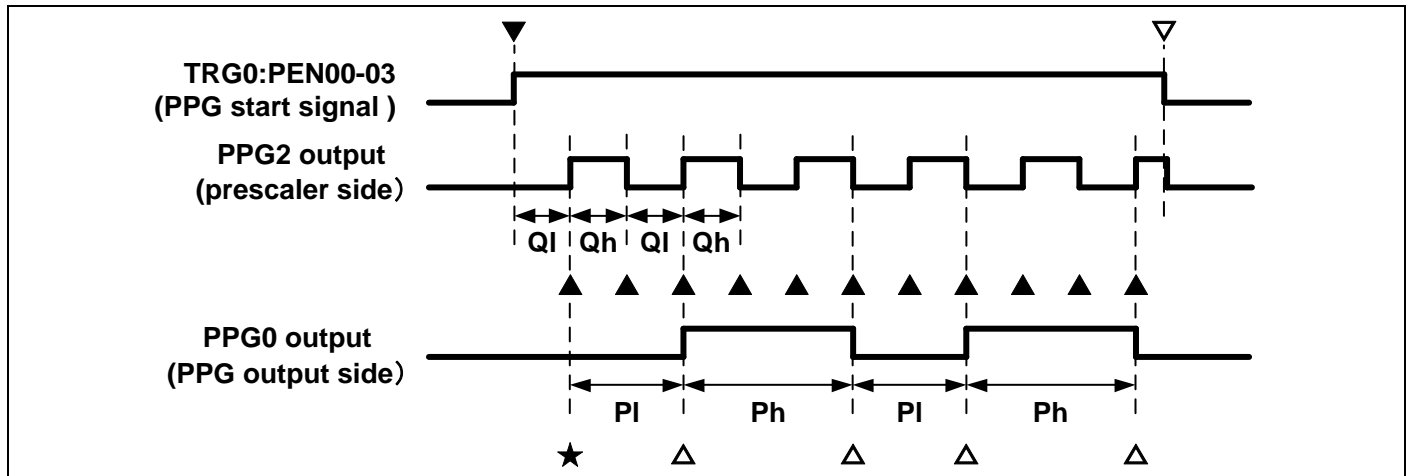 TRG0:PEN00-03
(PPG start signal )
PPG2 output
(prescaler side）
Ql Qh Ql Qh
PPG0 output
(PPG output side）
Pl Ph Pl Ph